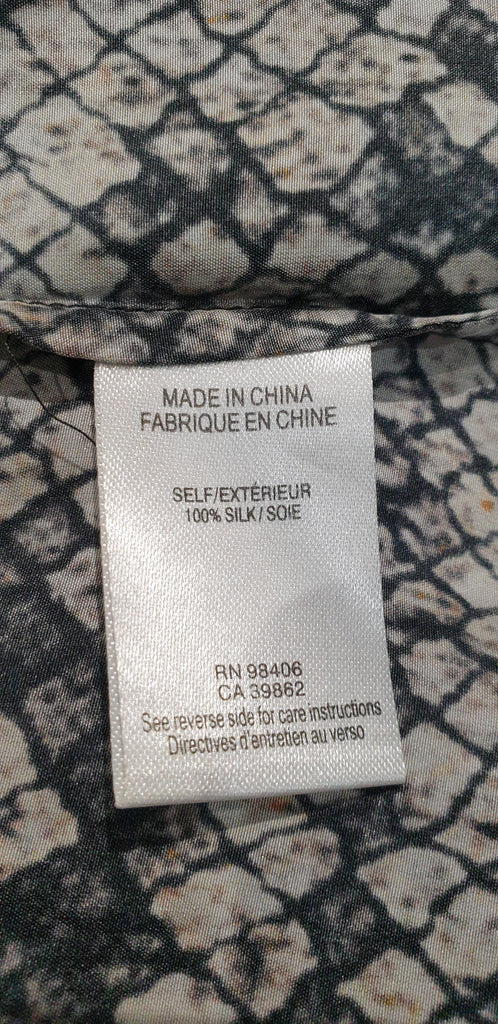 MADE IN CHINA
FABRIQUE EN CHINE
SELF/EXTÉRIEUR
100% SILK / SOIE
RN 98406
CA 39862
See reverse side for care instructions
Directives d'entretien au verso